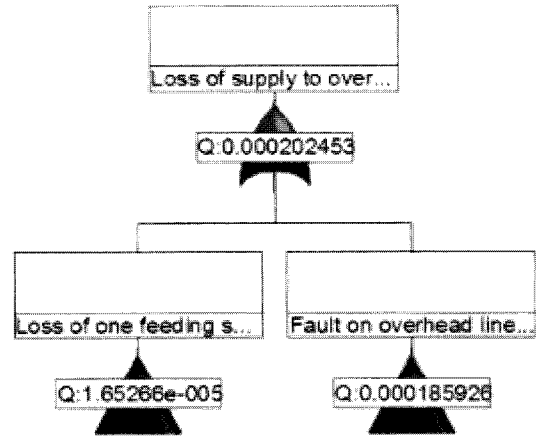 Loss of supply to over...
Q:0.000202453
Loss of one feeding s...
Fault on overhead line...
Q:1.65266e-005
Q:0.000185926